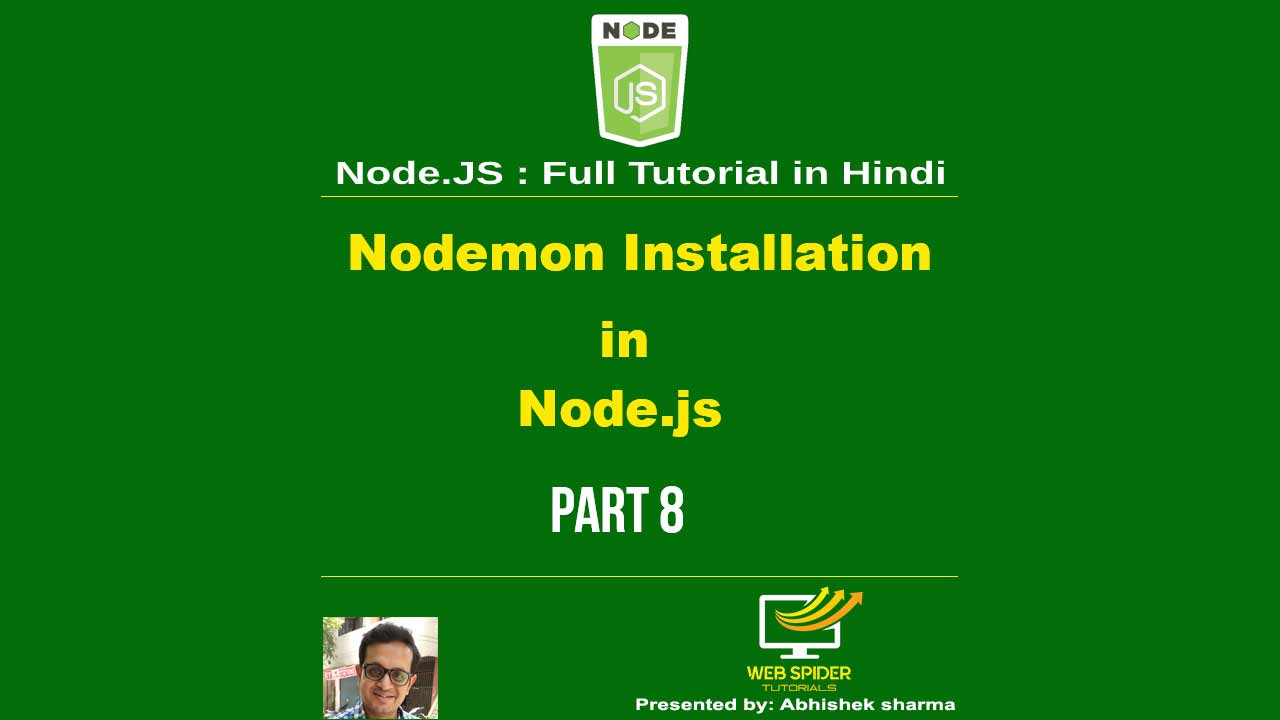 NODE
JS
Node.JS : Full Tutorial in Hindi
Nodemon Installation
in
Node.js
PART 8
WEB SPIDER
TUTORIALS
Presented by: Abhishek sharma